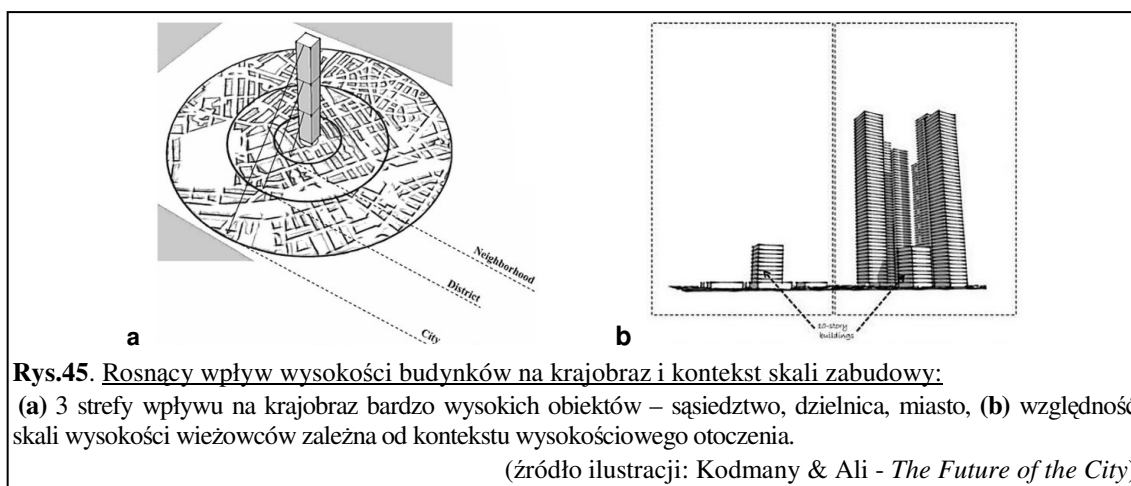 Neighborhood
District
City
a
b
10-story
buildings
Rys.45. Rosnący wpływ wysokości budynków na krajobraz i kontekst skali zabudowy:
(a) 3 strefy wpływu na krajobraz bardzo wysokich obiektów – sąsiedztwo, dzielnica, miasto, (b) względność
skali wysokości wieżowców zależna od kontekstu wysokościowego otoczenia.
(źródło ilustracji: Kodmany & Ali - The Future of the City)